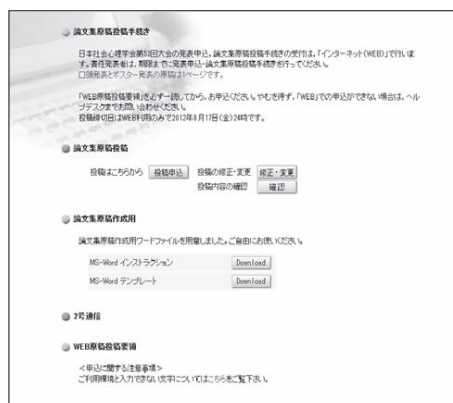 論文集原稿投稿手続き
日本社会心理学会第53回大会の発表申込、論文集原稿投稿手続きの受付は、「インターネット(WEB)」で行いま
す。責任発表者は、期限までに発表申込・論文集原稿投稿手続きを行ってください。
口頭発表とポスター発表の原稿は1ページです。
「WEB原稿投稿要領」を必ず一読してから、お申込ください。やむを得ず、「WEB」での申込ができない場合は、ヘル
プデスクまでお問い合わせください。
投稿締切日はWEB利用のみで2012年8月17日(金)24時です。
論文集原稿投稿
投稿はこちらから 投稿申込 投稿の修正・変更 修正・変更
投稿内容の確認 確認
論文集原稿作成用
論文集原稿作成用ワードファイルを用意しました。ご自由にお使いください。
MS-Word インストラクション Download
MS-Word テンプレート Download
2号通信
WEB原稿投稿要領
＜申込に関する注意事項＞
ご利用環境と入力できない文字についてはこちらをご覧下さい。